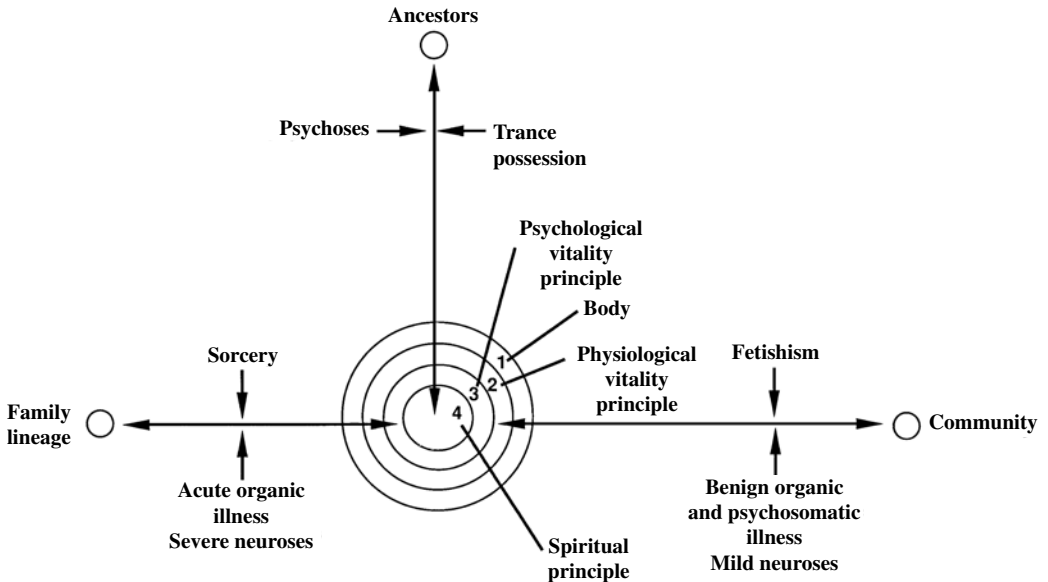 Ancestors
Psychoses
Trance
possession
Psychological
vitality
principle
Body
Sorcery
1
Physiological
vitality
principle
Fetishism
2
3
4
Family
lineage
Community
Acute organic
illness
Severe neuroses
Benign organic
and psychosomatic
illness
Mild neuroses
Spiritual
principle